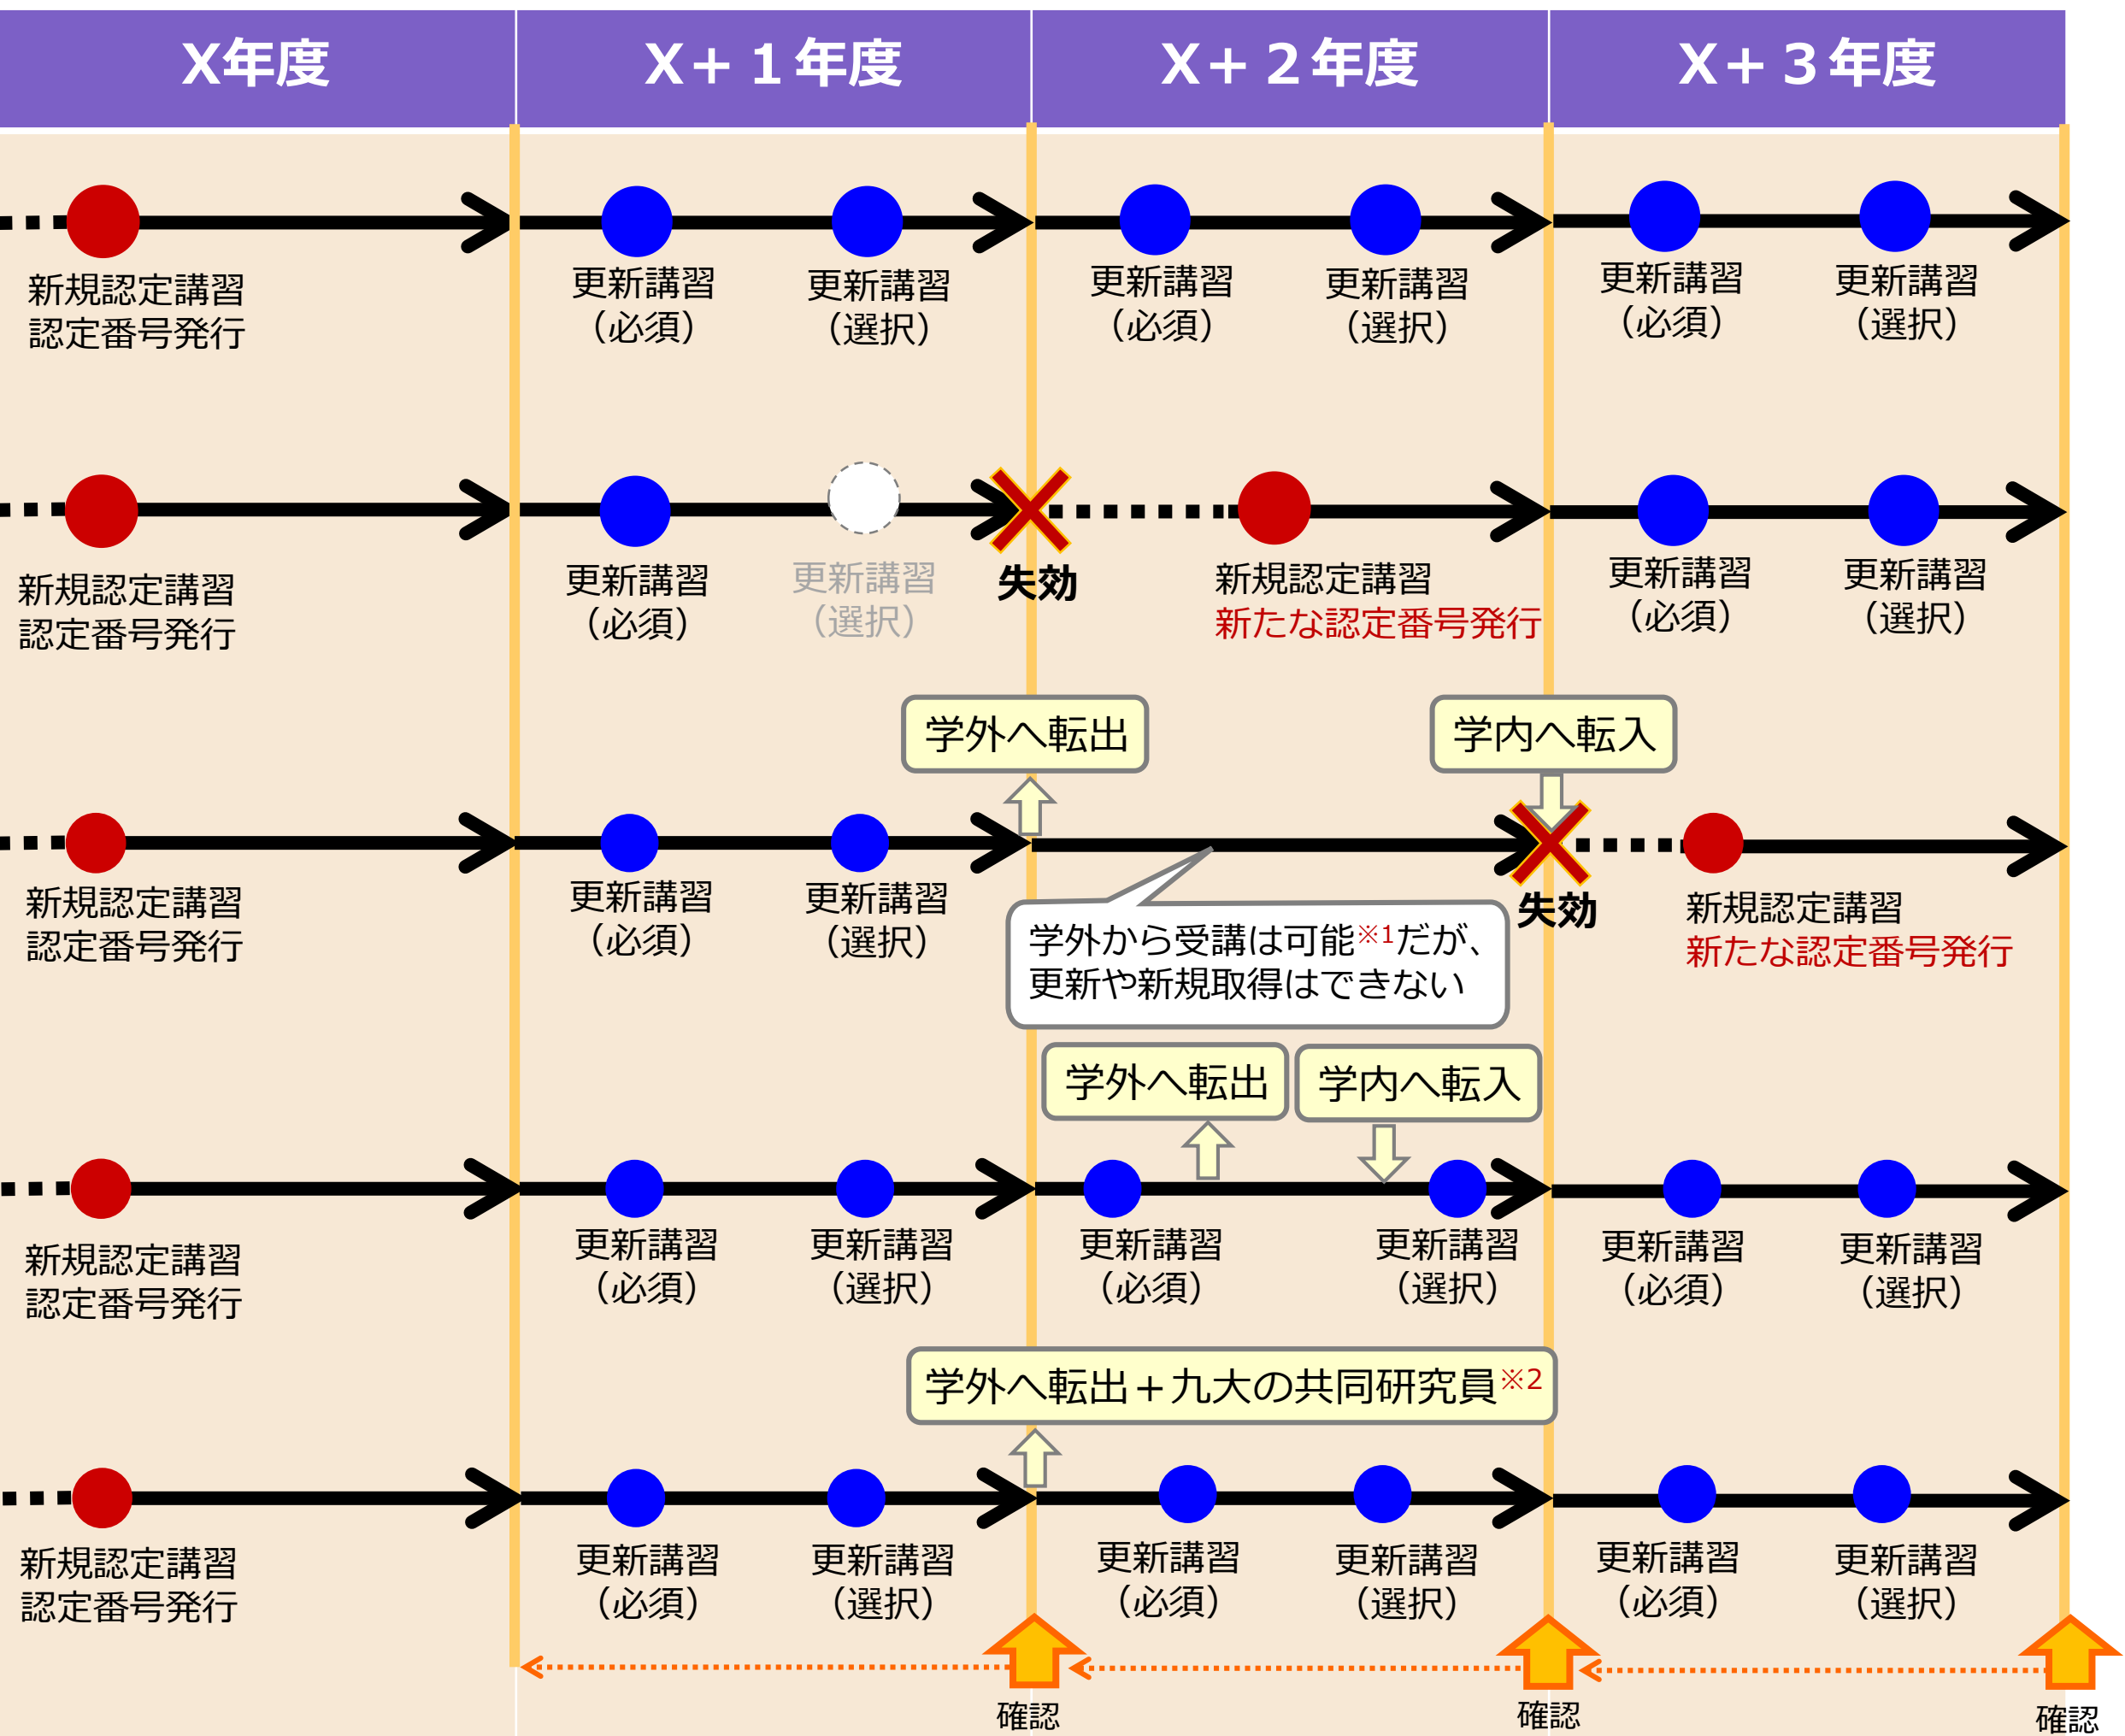 X年度
X+１年度
X+２年度
X+３年度
新規認定講習
認定番号発行
更新講習
（必須）
更新講習
（選択）
更新講習
（必須）
更新講習
（選択）
更新講習
（必須）
更新講習
（選択）
新規認定講習
認定番号発行
更新講習
（必須）
更新講習
（選択）
失効
新規認定講習
新たな認定番号発行
更新講習
（必須）
更新講習
（選択）
学外へ転出
学内へ転入
新規認定講習
認定番号発行
更新講習
（必須）
更新講習
（選択）
学外から受講は可能※1だが、
更新や新規取得はできない
失効
新規認定講習
新たな認定番号発行
学外へ転出
学内へ転入
新規認定講習
認定番号発行
更新講習
（必須）
更新講習
（選択）
更新講習
（必須）
更新講習
（選択）
更新講習
（必須）
更新講習
（選択）
学外へ転出＋九大の共同研究員※2
新規認定講習
認定番号発行
更新講習
（必須）
更新講習
（選択）
更新講習
（必須）
更新講習
（選択）
更新講習
（必須）
更新講習
（選択）
確認
確認
確認